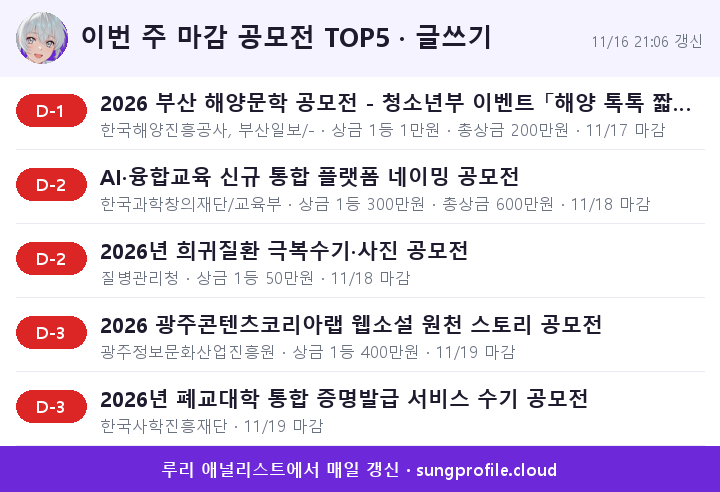 이번 주 마감 공모전 TOP5 · 글쓰기
11/16 21:06 갱신
D-1
2026 부산 해양문학 공모전 - 청소년부 이벤트 「해양 톡톡 짧...
한국해양진흥공사, 부산일보/- · 상금 1등 1만원 · 총상금 200만원 · 11/17 마감
D-2
AI·융합교육 신규 통합 플랫폼 네이밍 공모전
한국과학창의재단/교육부 · 상금 1등 300만원 · 총상금 600만원 · 11/18 마감
D-2
2026년 희귀질환 극복수기·사진 공모전
질병관리청 · 상금 1등 50만원 · 11/18 마감
D-3
2026 광주콘텐츠코리아랩 웹소설 원천 스토리 공모전
광주정보문화산업진흥원 · 상금 1등 400만원 · 11/19 마감
D-3
2026년 폐교대학 통합 증명발급 서비스 수기 공모전
한국사학진흥재단 · 11/19 마감
루리 애널리스트에서 매일 갱신 · sungprofile.cloud